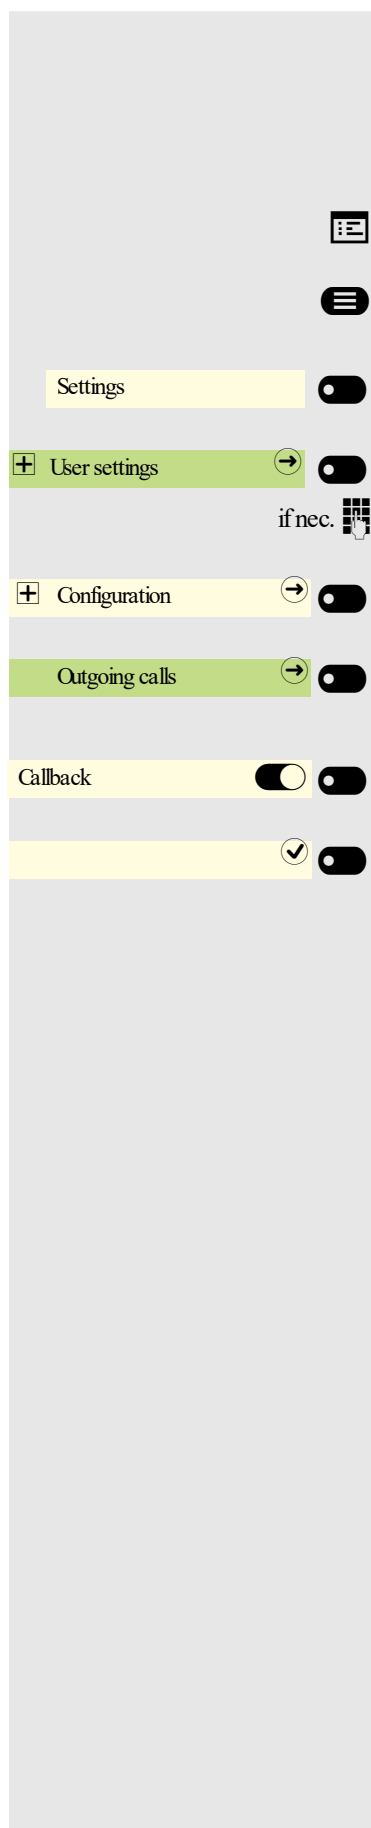 Settings
User settings
if nec.
Configuration
Outgoing calls
Callback